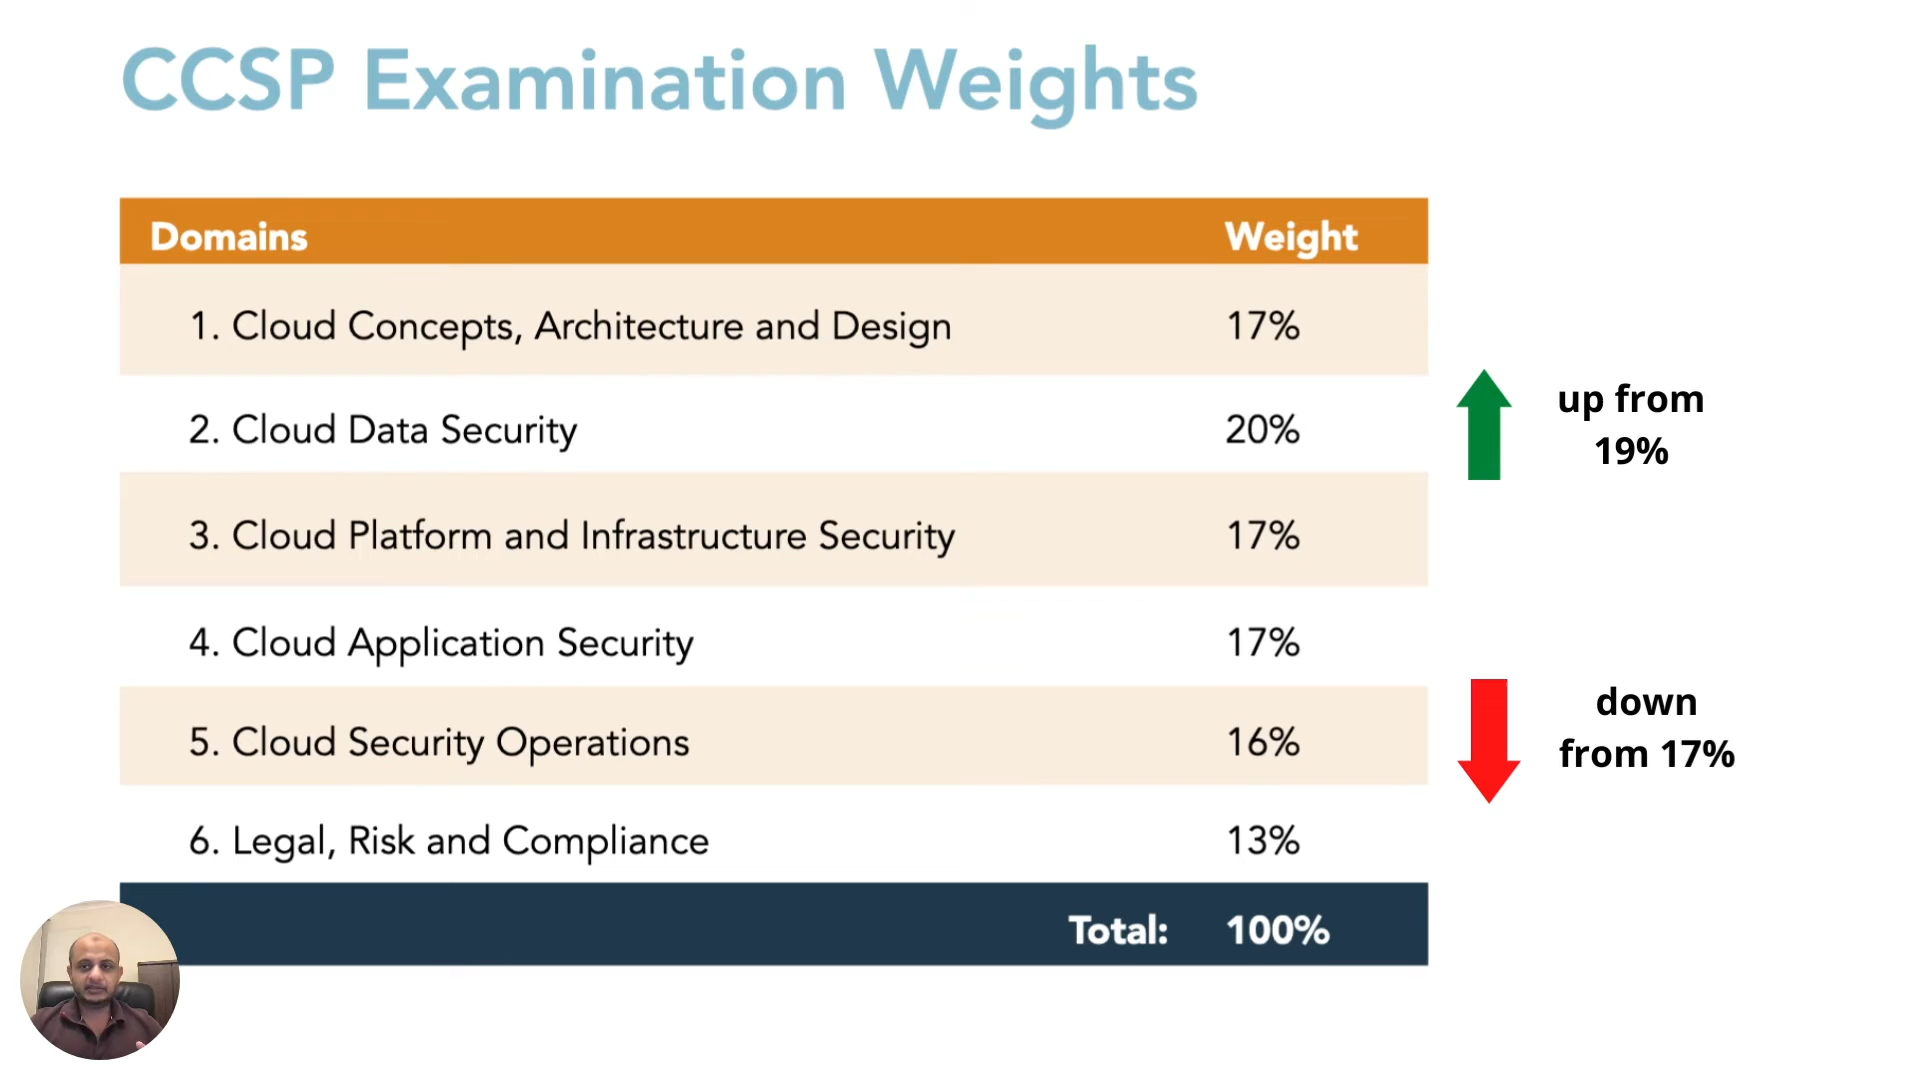 CCSP Examination Weights
Domains Weight
1. Cloud Concepts, Architecture and Design 17%
2. Cloud Data Security 20%
up from
19%
3. Cloud Platform and Infrastructure Security 17%
4. Cloud Application Security 17%
5. Cloud Security Operations 16%
down
from 17%
6. Legal, Risk and Compliance 13%
Total: 100%